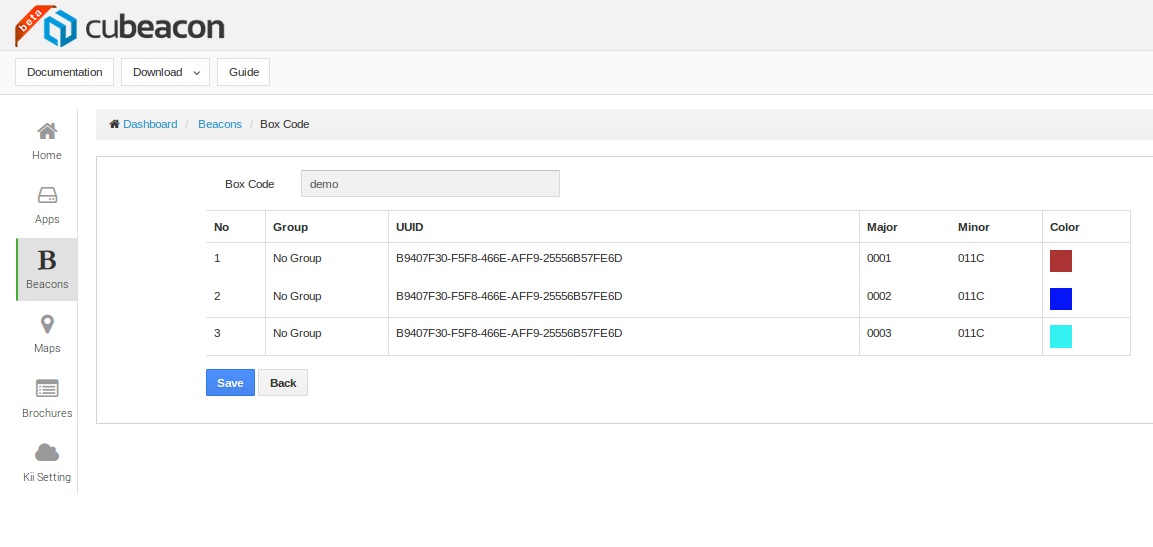 beta cubeacon
Documentation Download Guide
Home
Apps
B
Beacons
Maps
Brochures
Kii Setting
Dashboard / Beacons / Box Code
Box Code demo
No Group UUID Major Minor Color
1 No Group B9407F30-F5F8-466E-AFF9-25556B57FE6D 0001 011C
2 No Group B9407F30-F5F8-466E-AFF9-25556B57FE6D 0002 011C
3 No Group B9407F30-F5F8-466E-AFF9-25556B57FE6D 0003 011C
Save Back